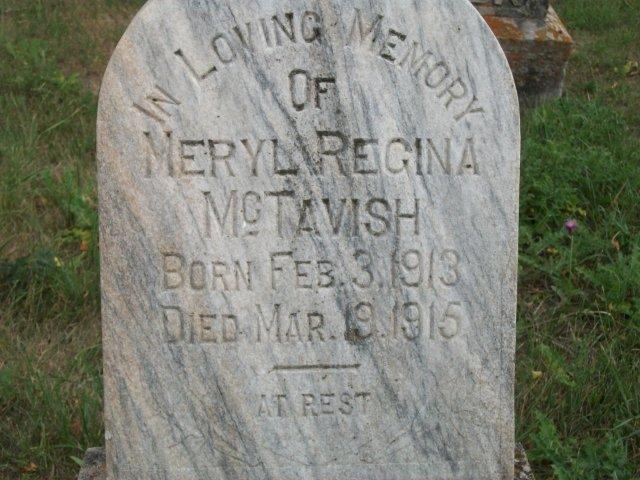 In Loving Memory
Of
Meryl Regina
McTavish
Born Feb. 3. 1913
Died Mar. 19. 1915
AT REST